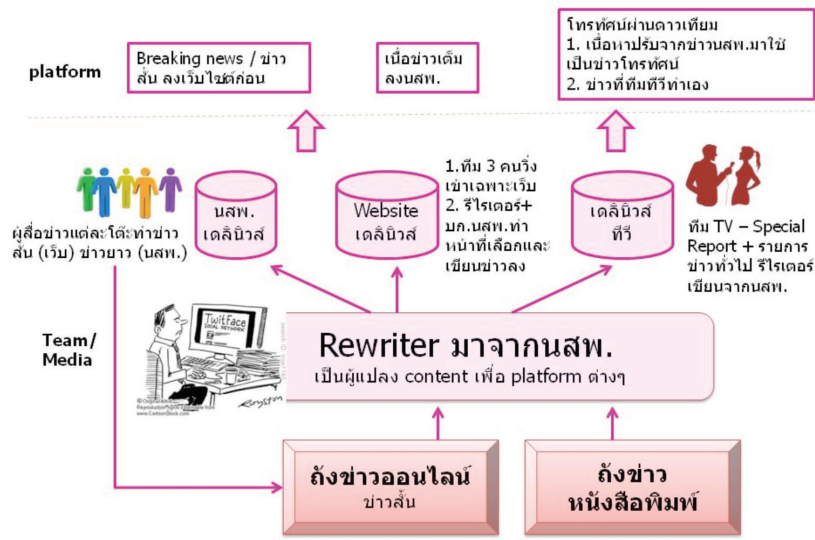 platform
Breaking news / ข่าว
สั้น ลงเว็บไซต์ก่อน
เนื้อข่าวเต็ม
ลงนสพ.
โทรทัศน์ผ่านดาวเทียม
1. เนื้อหาปรับจากข่าวนสพ.มาใช้
เป็นข่าวโทรทัศน์
2. ข่าวที่ทีมทีวีทำเอง
ผู้สื่อข่าวแต่ละโต๊ะทำข่าว
สั้น (เว็บ) ข่าวยาว (นสพ.)
นสพ.
เดลินิวส์
Website
เดลินิวส์
1.ทีม 3 คนวิ่ง
เข้าเฉพาะเว็บ
2. รีไรเตอร์+
บก.นสพ.ทำ
หน้าที่เลือกและ
เขียนข่าวลง
เดลินิวส์
ทีวี
ทีม TV – Special
Report + รายการ
ข่าวทั่วไป รีไรเตอร์
เขียนจากนสพ.
Team/
Media
TWITFACE
SOCIAL NETWORK
Royston
© Original Artist
Reproduction rights obtainable from
www.CartoonStock.com
Rewriter มาจากนสพ.
เป็นผู้แปลง content เพื่อ platform ต่างๆ
ถังข่าวออนไลน์
ข่าวสั้น
ถังข่าว
หนังสือพิมพ์